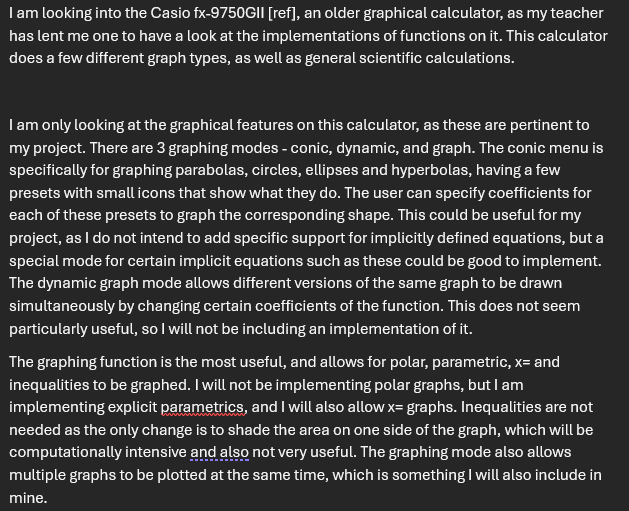 I am looking into the Casio fx-9750GII [ref], an older graphical calculator, as my teacher
has lent me one to have a look at the implementations of functions on it. This calculator
does a few different graph types, as well as general scientific calculations.
I am only looking at the graphical features on this calculator, as these are pertinent to
my project. There are 3 graphing modes - conic, dynamic, and graph. The conic menu is
specifically for graphing parabolas, circles, ellipses and hyperbolas, having a few
presets with small icons that show what they do. The user can specify coefficients for
each of these presets to graph the corresponding shape. This could be useful for my
project, as I do not intend to add specific support for implicitly defined equations, but a
special mode for certain implicit equations such as these could be good to implement.
The dynamic graph mode allows different versions of the same graph to be drawn
simultaneously by changing certain coefficients of the function. This does not seem
particularly useful, so I will not be including an implementation of it.
The graphing function is the most useful, and allows for polar, parametric, x= and
inequalities to be graphed. I will not be implementing polar graphs, but I am
implementing explicit parametrics, and I will also allow x= graphs. Inequalities are not
needed as the only change is to shade the area on one side of the graph, which will be
computationally intensive and also not very useful. The graphing mode also allows
multiple graphs to be plotted at the same time, which is something I will also include in
mine.